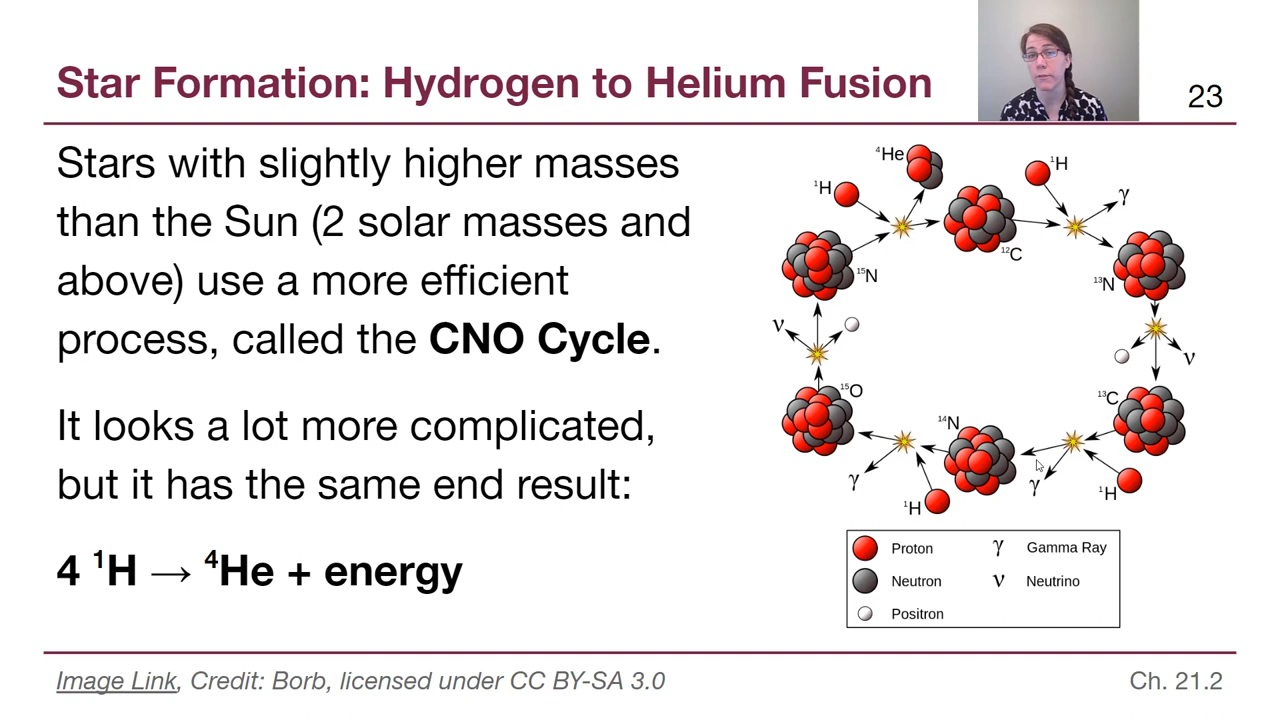 Star Formation: Hydrogen to Helium Fusion
23
Stars with slightly higher masses
than the Sun (2 solar masses and
above) use a more efficient
process, called the CNO Cycle.
It looks a lot more complicated,
but it has the same end result:
4 ¹H → ⁴He + energy
⁴He
¹H
¹H
γ
¹²C
¹⁵N
¹³N
ν
ν
¹⁵O
¹³C
¹⁴N
γ
γ
¹H
¹H
Proton
γ Gamma Ray
Neutron
ν Neutrino
Positron
Image Link, Credit: Borb, licensed under CC BY-SA 3.0
Ch. 21.2